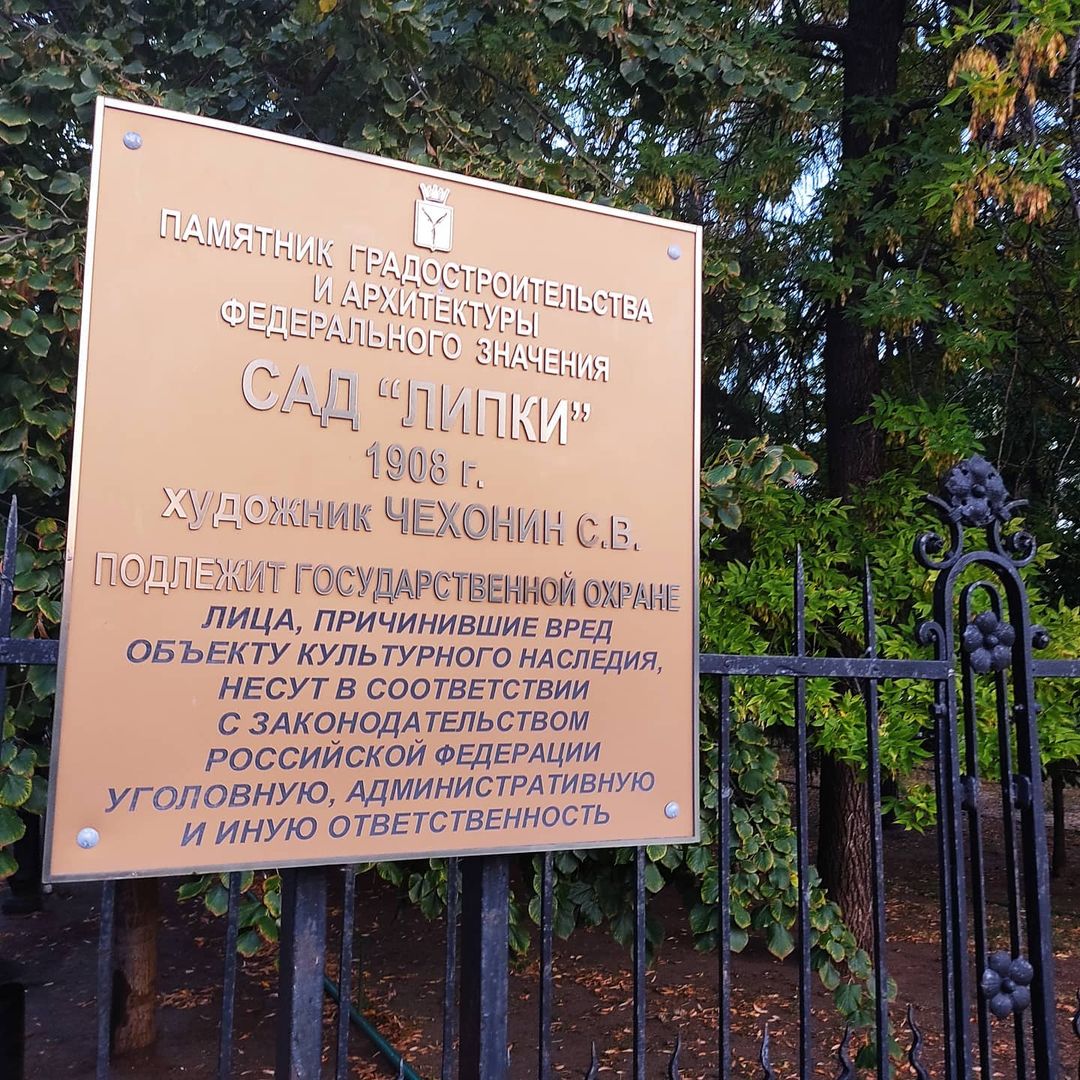 ПАМЯТНИК ГРАДОСТРОИТЕЛЬСТВА
И АРХИТЕКТУРЫ
ФЕДЕРАЛЬНОГО ЗНАЧЕНИЯ
САД "ЛИПКИ"
1908 г.
художник ЧЕХОНИН С.В.
ПОДЛЕЖИТ ГОСУДАРСТВЕННОЙ ОХРАНЕ
ЛИЦА, ПРИЧИНИВШИЕ ВРЕД
ОБЪЕКТУ КУЛЬТУРНОГО НАСЛЕДИЯ,
НЕСУТ В СООТВЕТСТВИИ
С ЗАКОНОДАТЕЛЬСТВОМ
РОССИЙСКОЙ ФЕДЕРАЦИИ
УГОЛОВНУЮ, АДМИНИСТРАТИВНУЮ
И ИНУЮ ОТВЕТСТВЕННОСТЬ